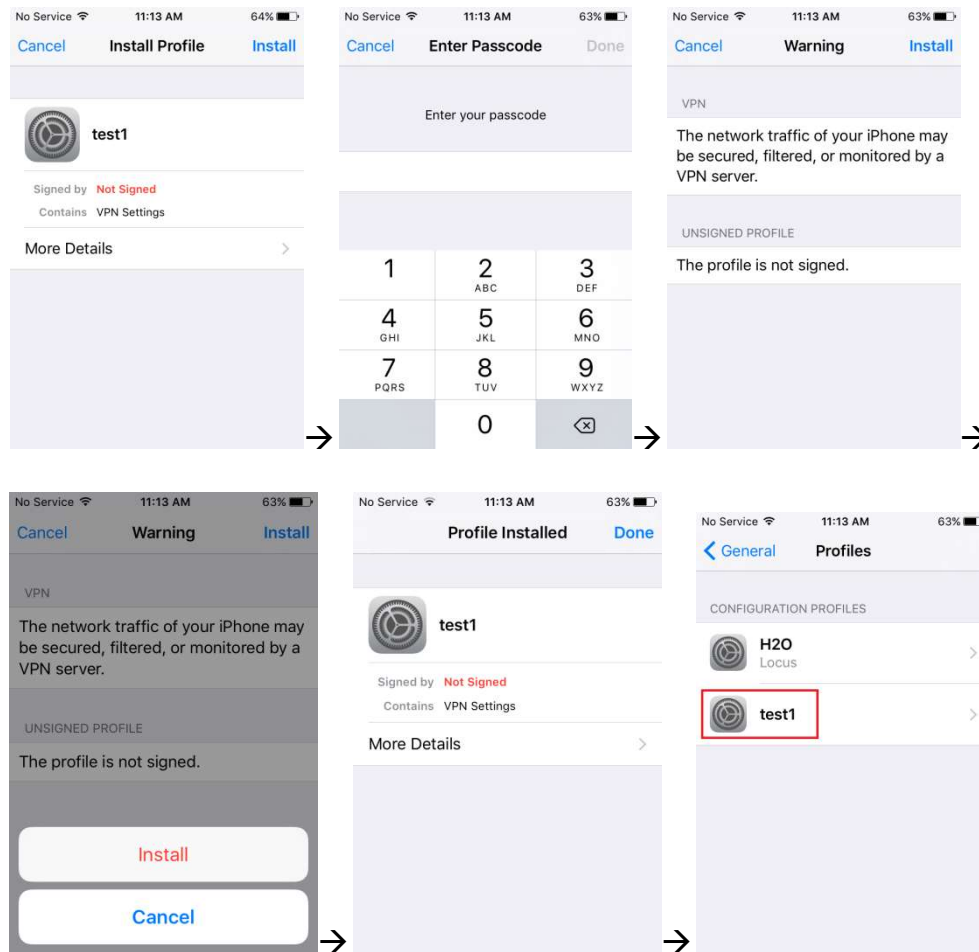 No Service 11:13 AM 64%
Cancel Install Profile Install
test1
Signed by Not Signed
Contains VPN Settings
More Details >
→
No Service 11:13 AM 63%
Cancel Enter Passcode Done
Enter your passcode
1 2 3
ABC DEF
4 5 6
GHI JKL MNO
7 8 9
PQRS TUV WXYZ
0
→
No Service 11:13 AM 63%
Cancel Warning Install
VPN
The network traffic of your iPhone may
be secured, filtered, or monitored by a
VPN server.
UNSIGNED PROFILE
The profile is not signed.
→
No Service 11:13 AM 63%
Cancel Warning Install
VPN
The network traffic of your iPhone may
be secured, filtered, or monitored by a
VPN server.
UNSIGNED PROFILE
The profile is not signed.
Install
Cancel
→
No Service 11:13 AM 63%
Profile Installed Done
test1
Signed by Not Signed
Contains VPN Settings
More Details >
→
No Service 11:13 AM 63%
General Profiles
CONFIGURATION PROFILES
H2O
Locus >
test1 >